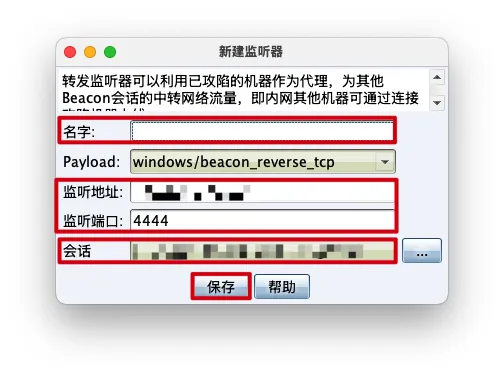 新建监听器
转发监听器可以利用已攻陷的机器作为代理，为其他
Beacon会话的中转网络流量，即内网其他机器可通过连接
名字:
Payload: windows/beacon_reverse_tcp
监听地址:
监听端口: 4444
会话 ...
保存 帮助